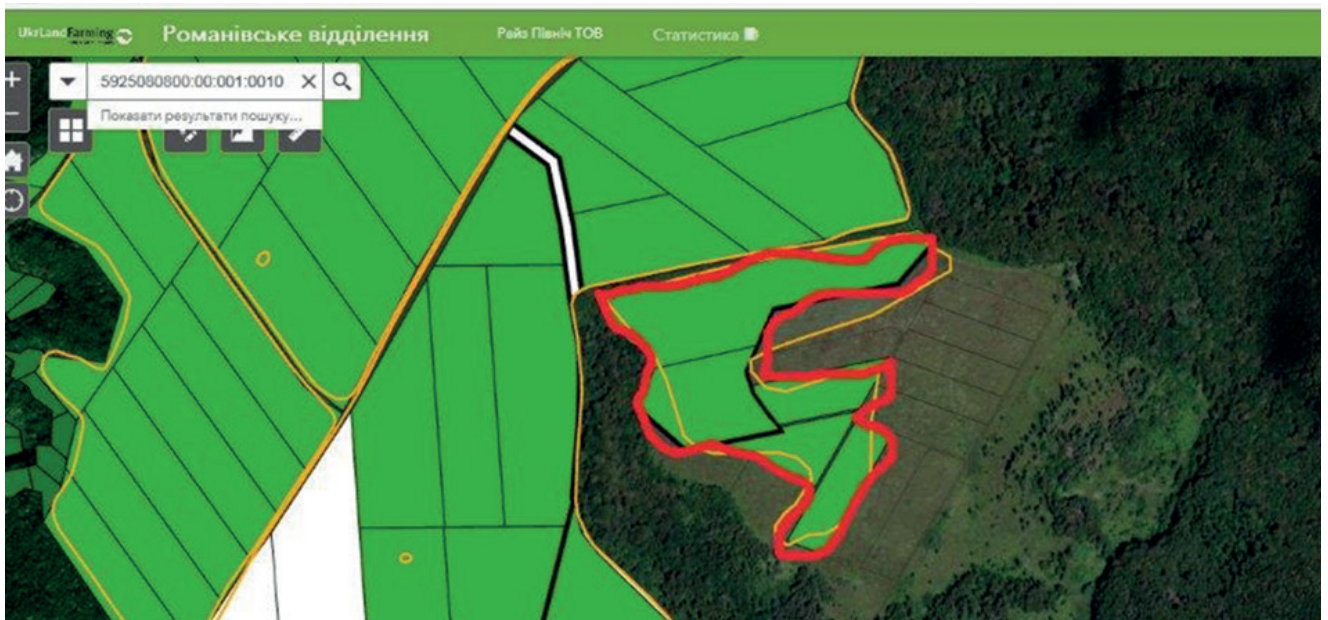 UkrLandFarming
Романівське відділення
Райз Північ ТОВ
Статистика
5925080800:00:001:0010
Показати результати пошуку...